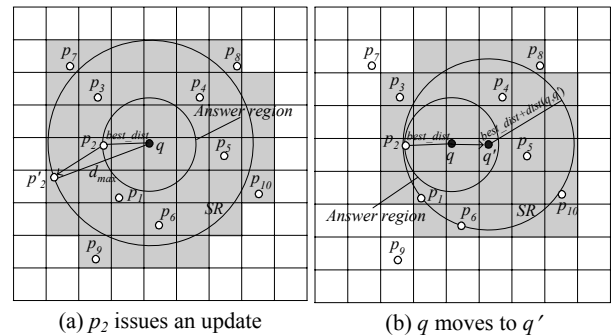 p7
p8
p3
p4
Answer region
best_dist
p2
q
p5
p'2
dmax
p1
p10
SR
p6
p9
(a) p2 issues an update
p7
p8
p3
p4
best_dist+dist(q,q')
p2
best_dist
q
q'
p5
p1
SR
p10
Answer region
p6
p9
(b) q moves to q'